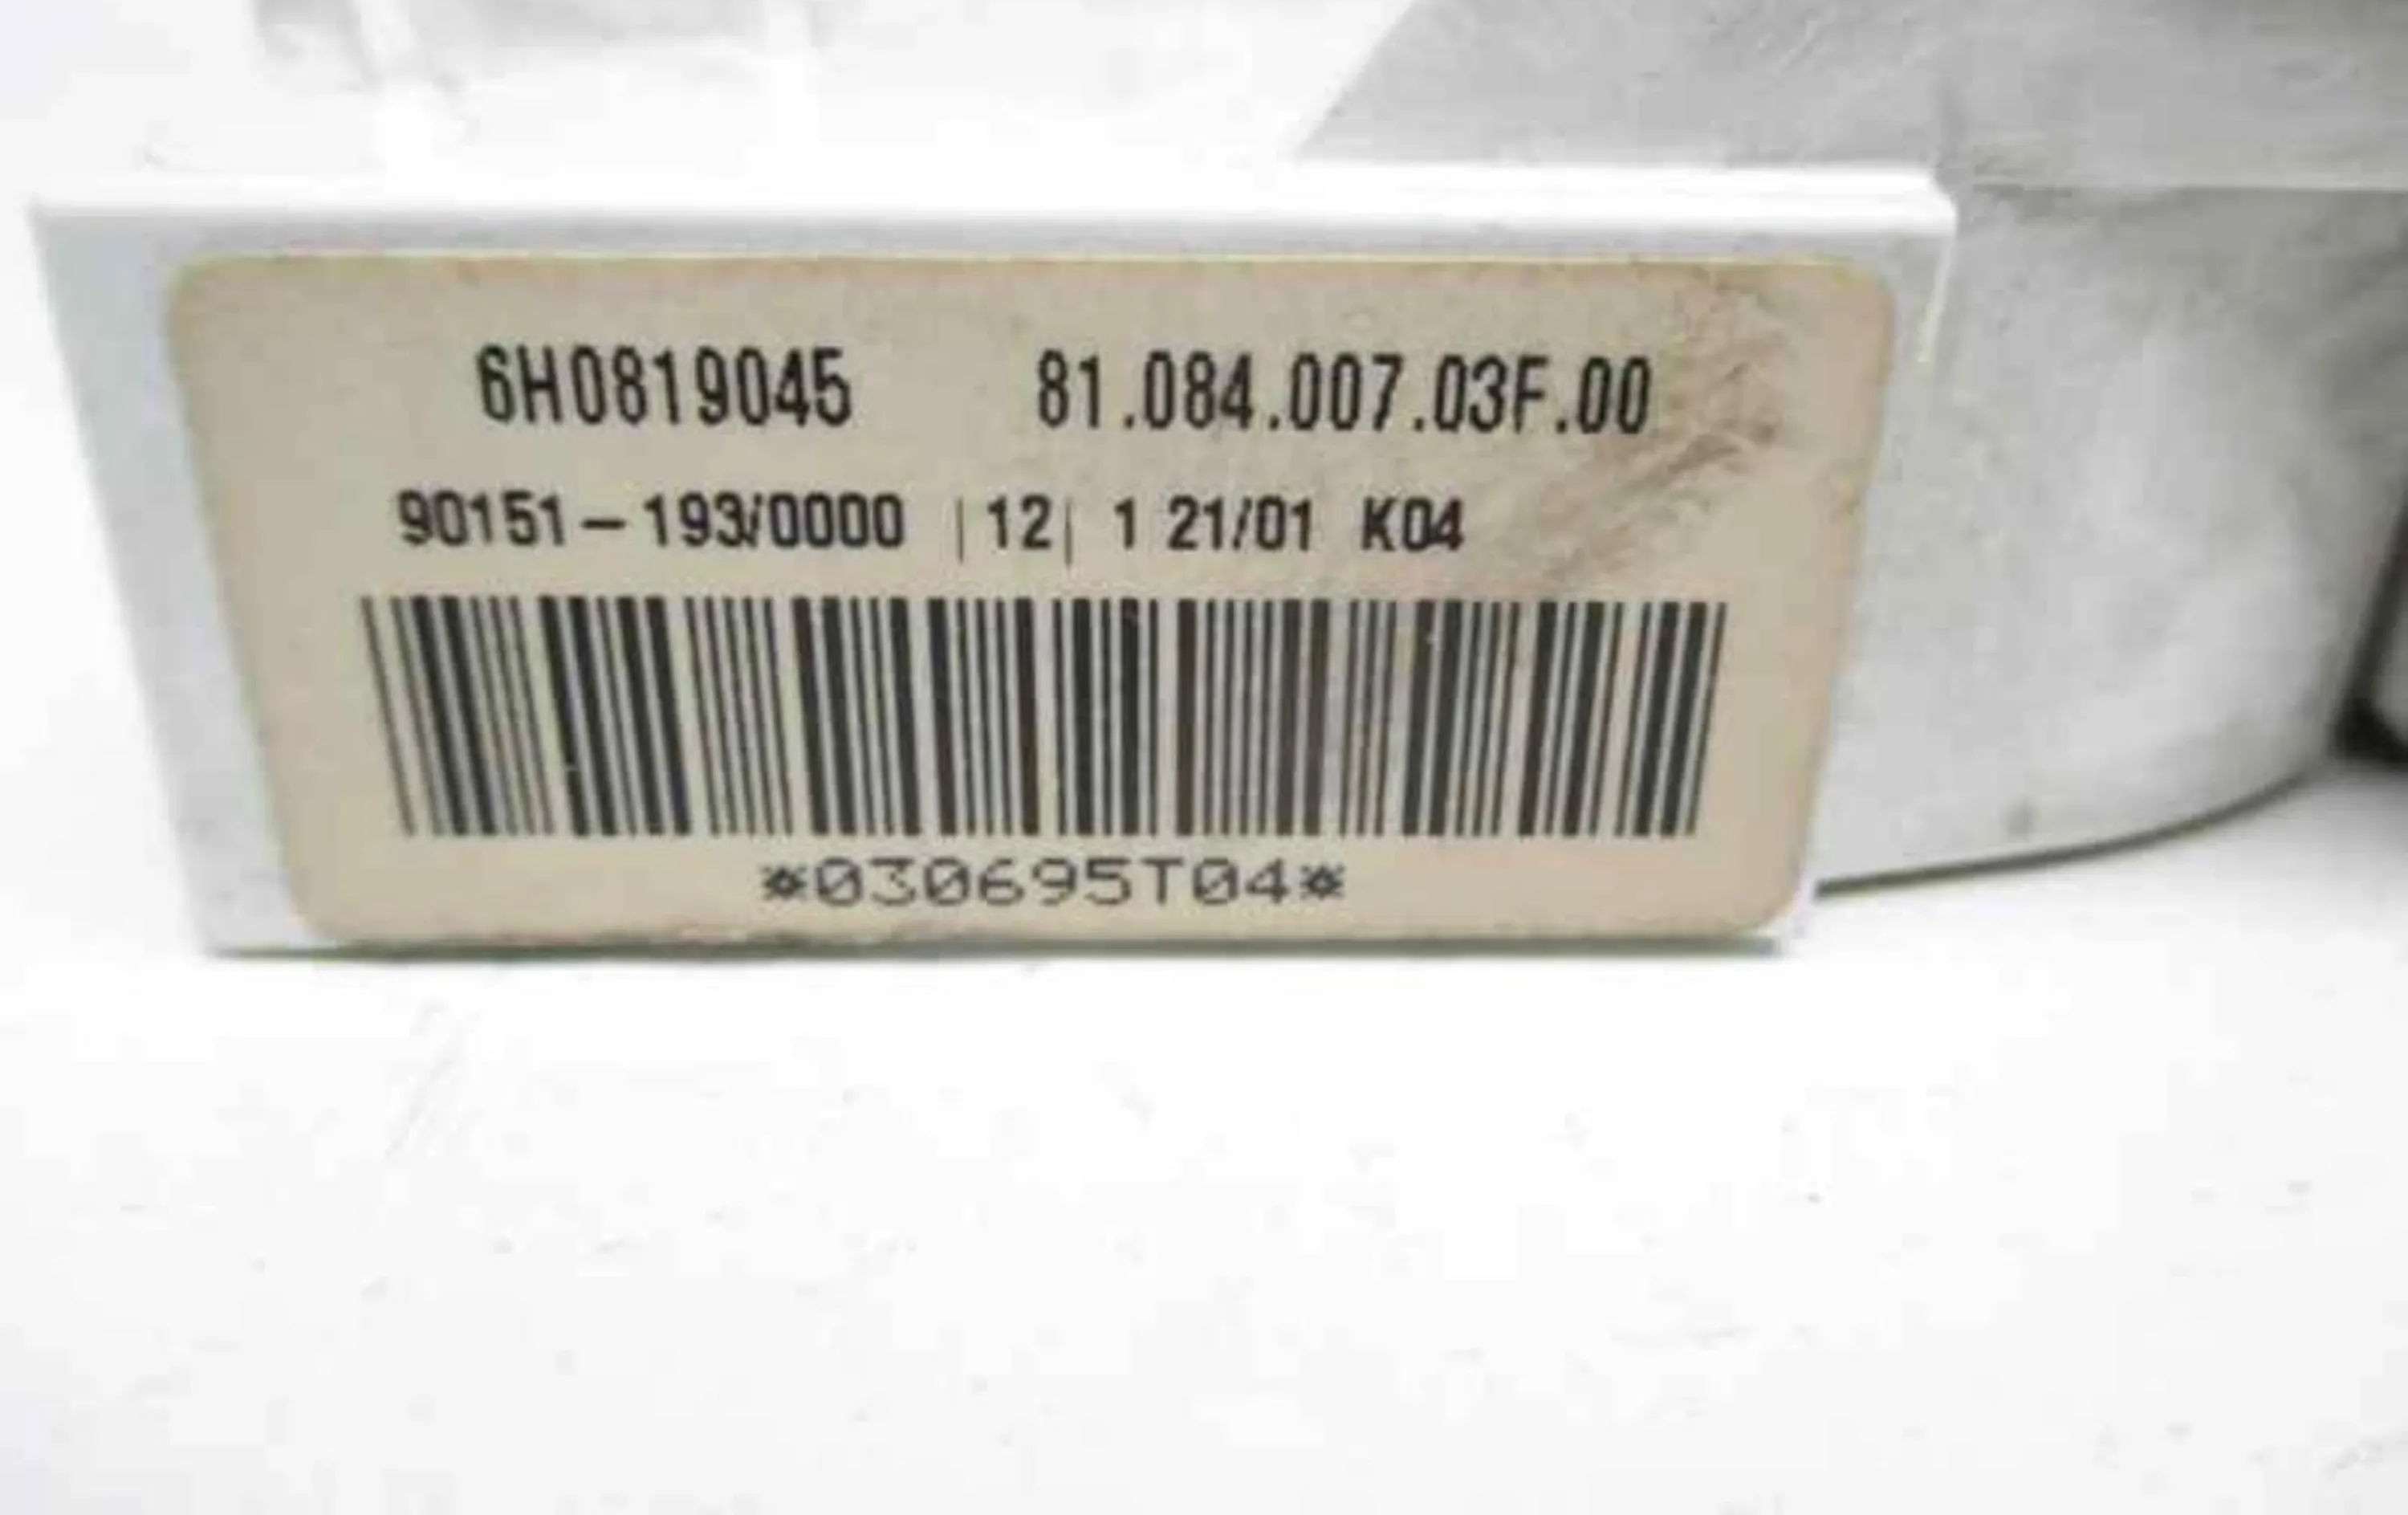 6H0819045 81.084.007.03F.00
90151-193/0000 |12| 1 21/01 K04
*030695T04*